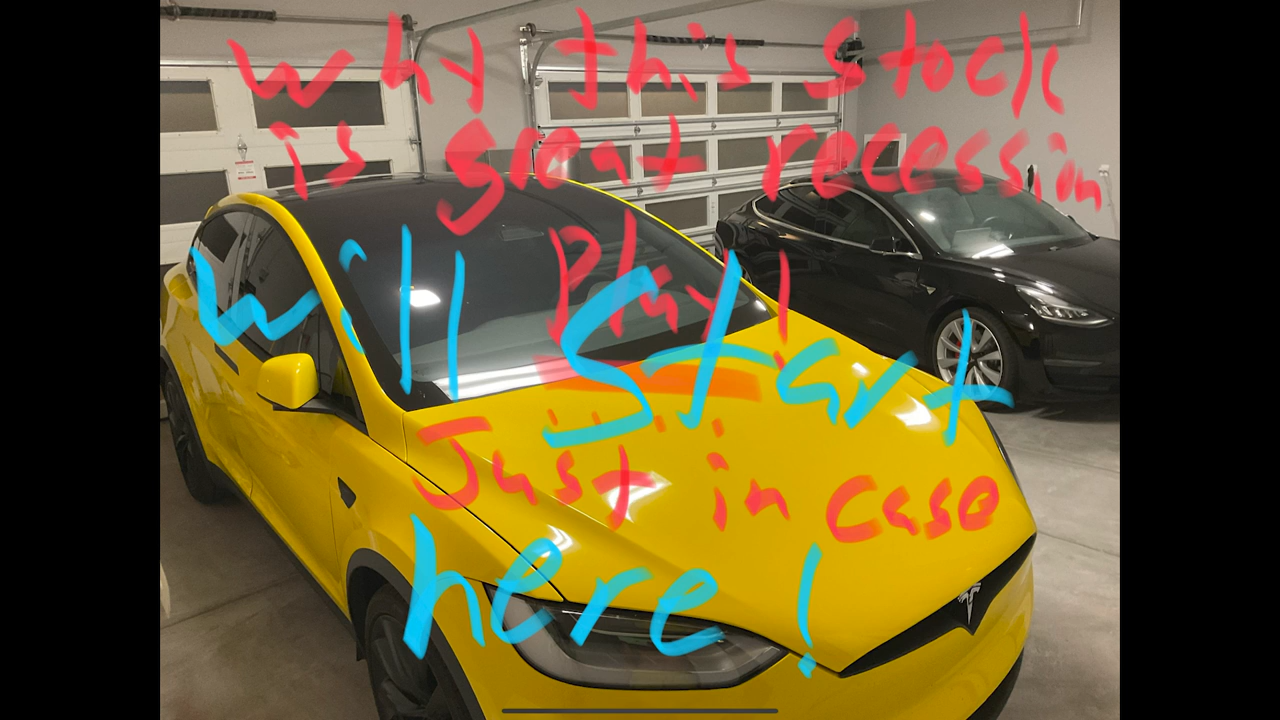 Why this stock
is great recession
Play!
Will Start
Just in case
here!